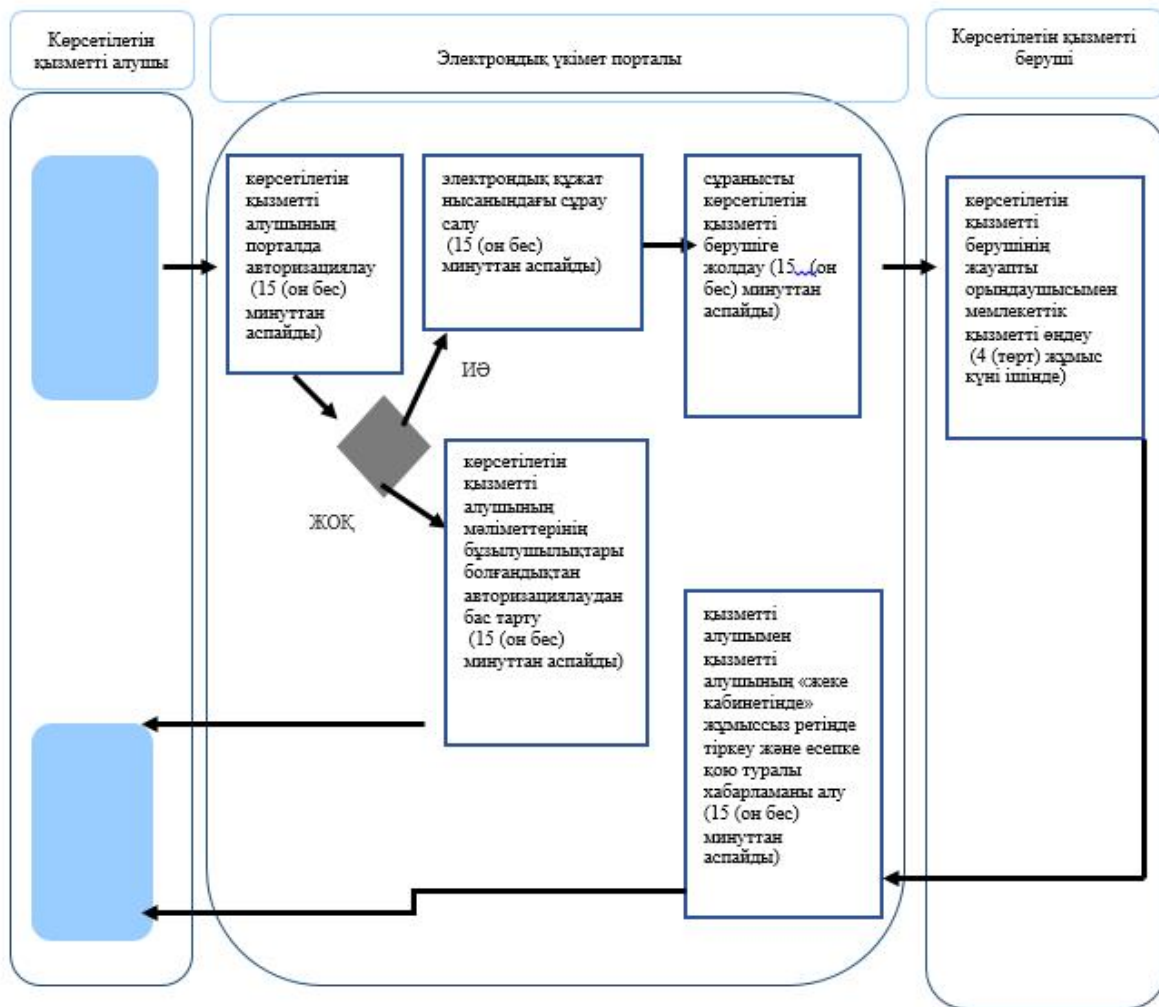 Көрсетілетін
қызметті алушы
Электрондық үкімет порталы
Көрсетілетін қызметті
беруші
көрсетілетін
қызметті
алушының
порталда
авторизациялау
(15 (он бес)
минуттан
аспайды)
электрондық құжат
нысанындағы сұрау
салу
(15 (он бес)
минуттан аспайды)
сұранысты
көрсетілетін
қызметті
берушіге
жолдау (15 (он
бес) минуттан
аспайды)
көрсетілетін
қызметті
берушінің
жауапты
орындаушысымен
мемлекеттік
қызметті өңдеу
(4 (төрт) жұмыс
күні ішінде)
ИӘ
ЖОҚ
көрсетілетін
қызметті
алушының
мәліметтерінің
бұзылушылықтары
болғандықтан
авторизациялаудан
бас тарту
(15 (он бес)
минуттан аспайды)
қызметті
алушымен
қызметті
алушының «жеке
кабинетінде»
жұмыссыз ретінде
тіркеу және есепке
қою туралы
хабарламаны алу
(15 (он бес)
минуттан
аспайды)